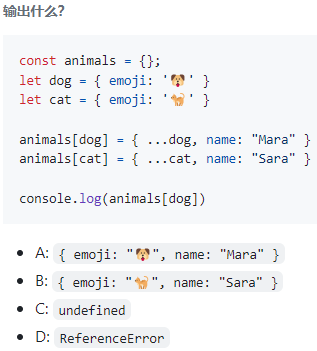 输出什么？
const animals = {};
let dog = { emoji: '🐶' }
let cat = { emoji: '🐈' }
animals[dog] = { ...dog, name: "Mara" }
animals[cat] = { ...cat, name: "Sara" }
console.log(animals[dog])
A: { emoji: "🐶", name: "Mara" }
B: { emoji: "🐈", name: "Sara" }
C: undefined
D: ReferenceError